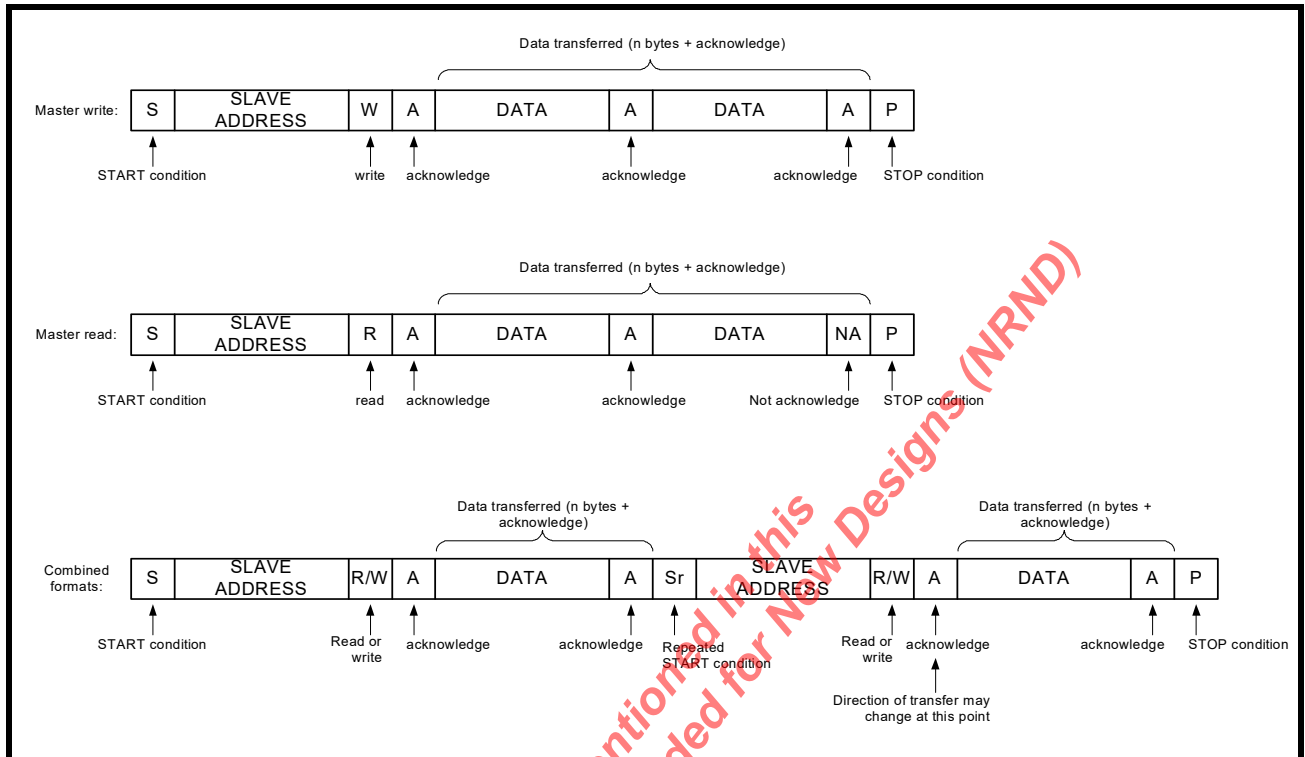 Data transferred (n bytes + acknowledge)
Master write: S SLAVE ADDRESS W A DATA A DATA A P
START condition write acknowledge acknowledge acknowledge STOP condition
Data transferred (n bytes + acknowledge)
Master read: S SLAVE ADDRESS R A DATA A DATA NA P
START condition read acknowledge acknowledge Not acknowledge STOP condition
Data transferred (n bytes +
acknowledge)
Data transferred (n bytes +
acknowledge)
Combined
formats:
S SLAVE ADDRESS R/W A DATA A Sr SLAVE ADDRESS R/W A DATA A P
START condition
Read or
write
acknowledge
acknowledge
Repeated
START condition
Read or
write
acknowledge
acknowledge
STOP condition
Direction of transfer may
change at this point
in this
for New Designs (NRND)